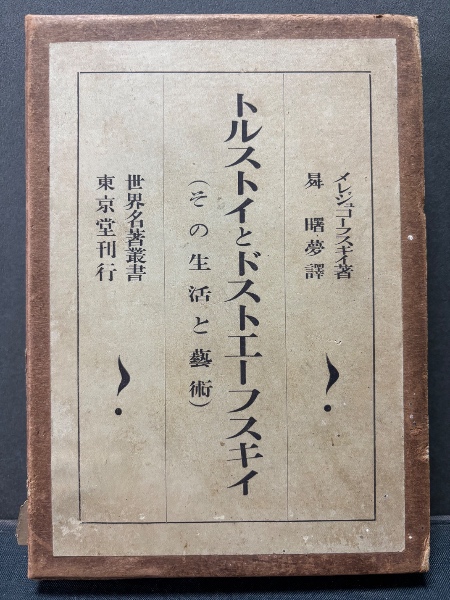 メレジュコーフスキイ著
昇曙夢譯
トルストイとドストエーフスキイ
(その生活と藝術)
世界名著叢書
東京堂刊行